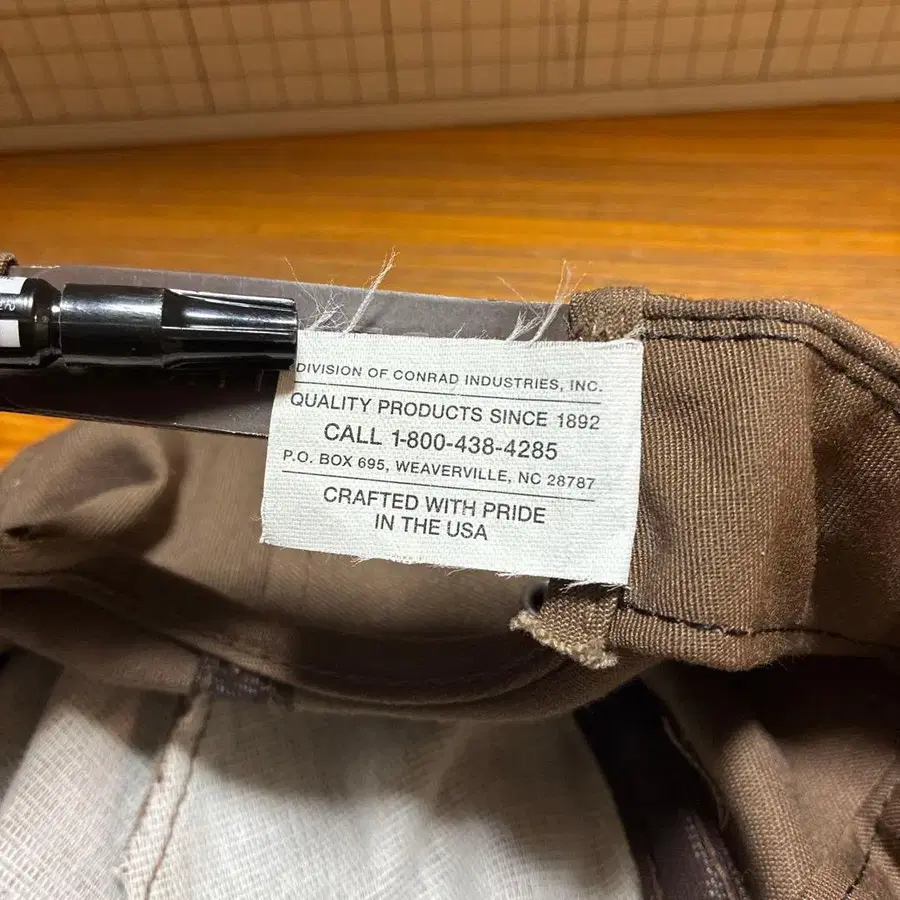 DIVISION OF CONRAD INDUSTRIES, INC.
QUALITY PRODUCTS SINCE 1892
CALL 1-800-438-4285
P.O. BOX 695, WEAVERVILLE, NC 28787
CRAFTED WITH PRIDE
IN THE USA